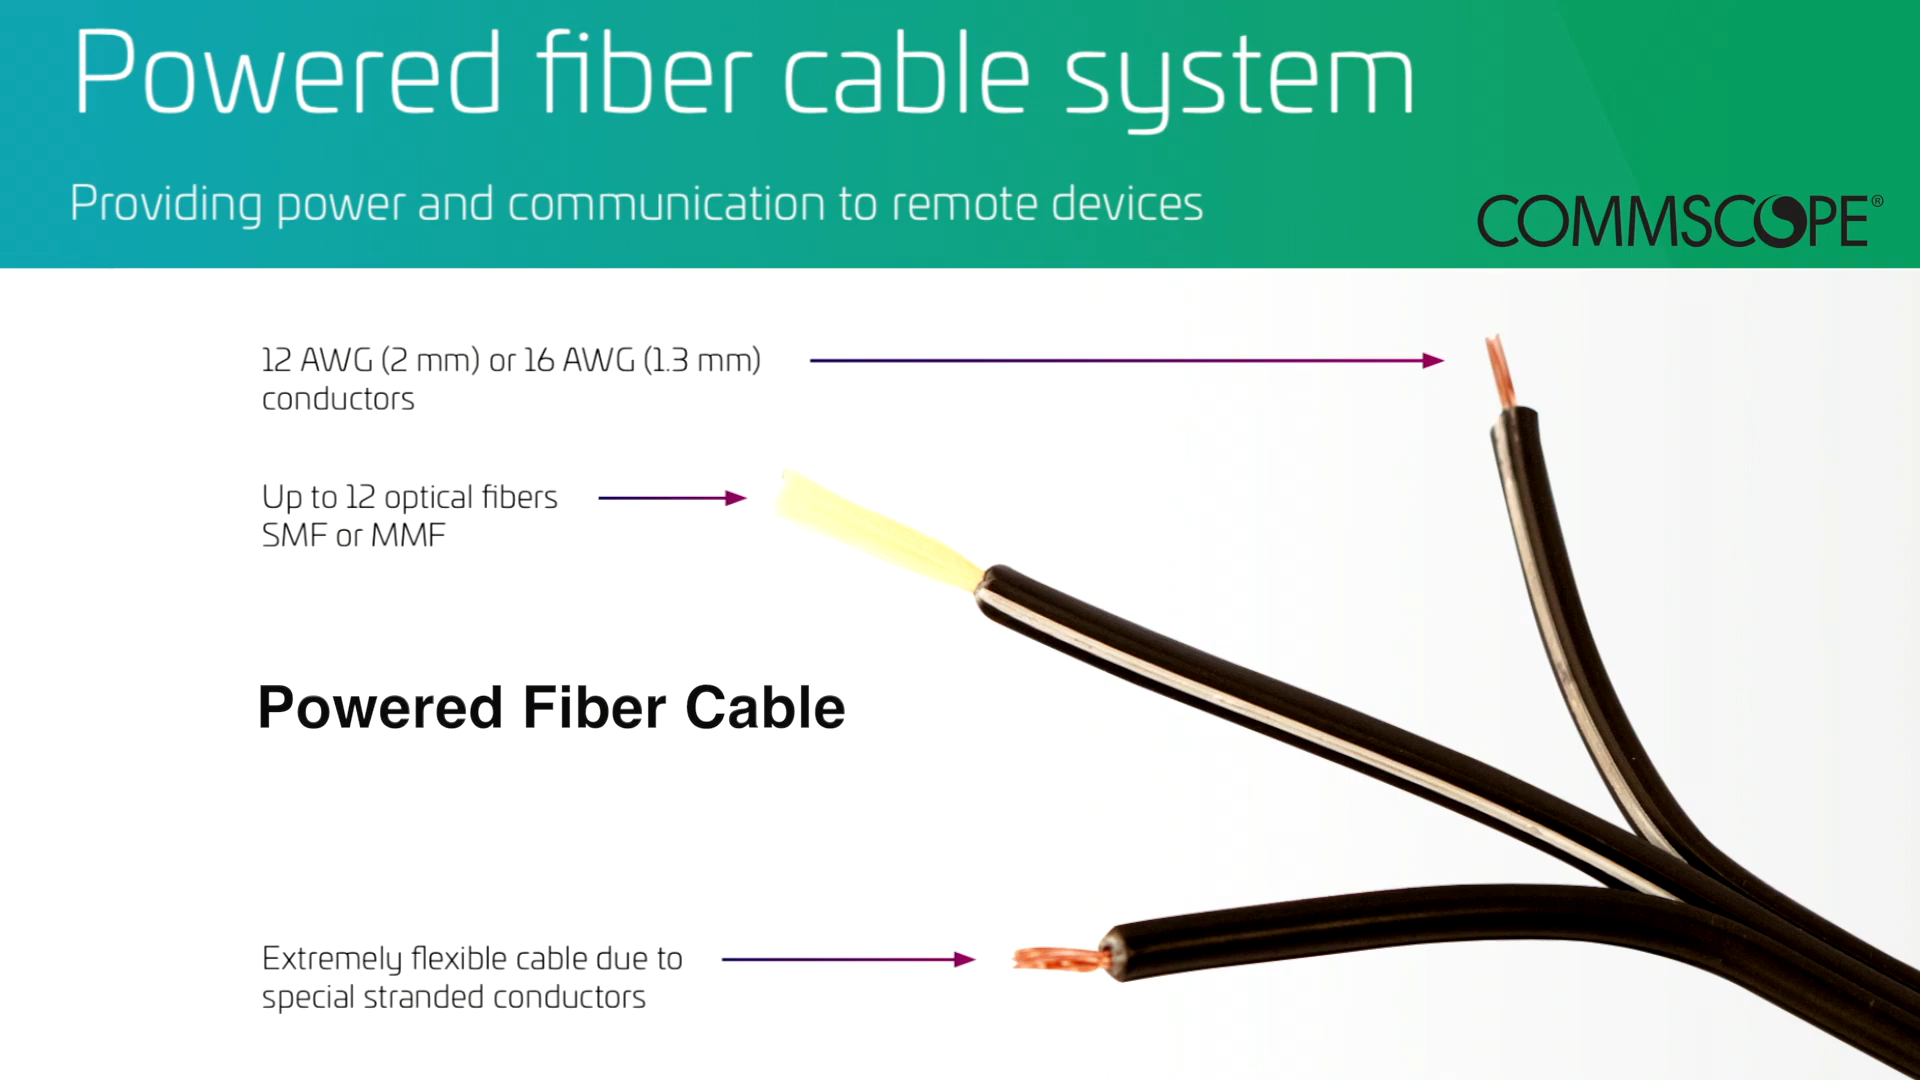 Powered fiber cable system
Providing power and communication to remote devices
COMMSCOPE®
12 AWG (2 mm) or 16 AWG (1.3 mm)
conductors
Up to 12 optical fibers
SMF or MMF
Powered Fiber Cable
Extremely flexible cable due to
special stranded conductors